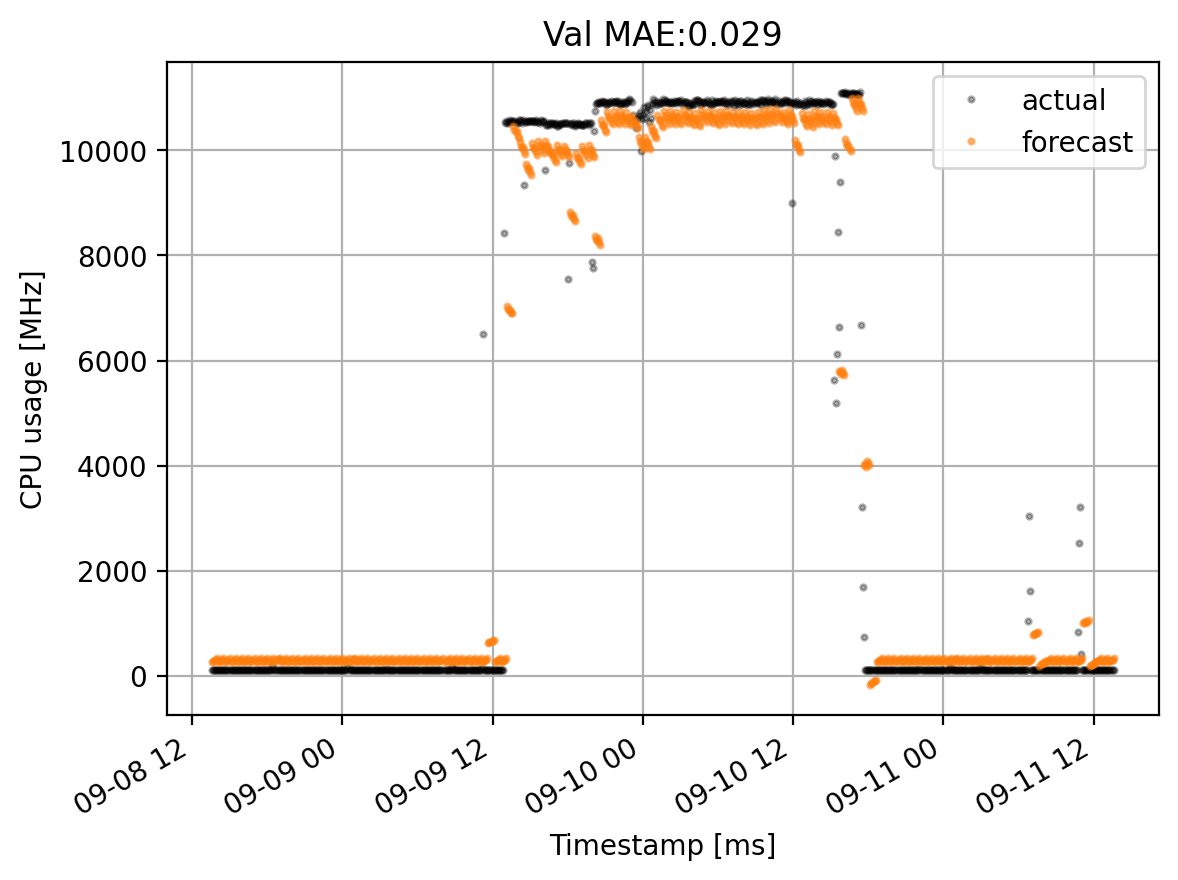 Val MAE:0.029
actual
forecast
10000
8000
6000
4000
2000
0
CPU usage [MHz]
09-08 12
09-09 00
09-09 12
09-10 00
09-10 12
09-11 00
09-11 12
Timestamp [ms]